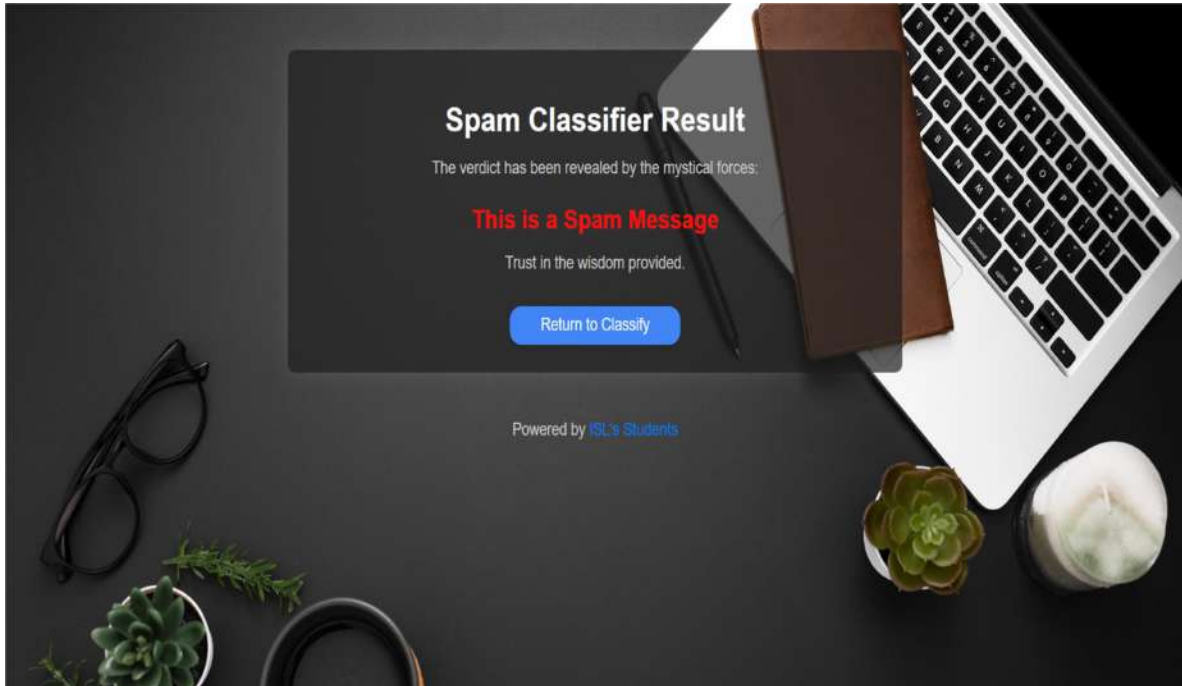 Spam Classifier Result
The verdict has been revealed by the mystical forces:
This is a Spam Message
Trust in the wisdom provided.
Return to Classify
Powered by ISL's Students